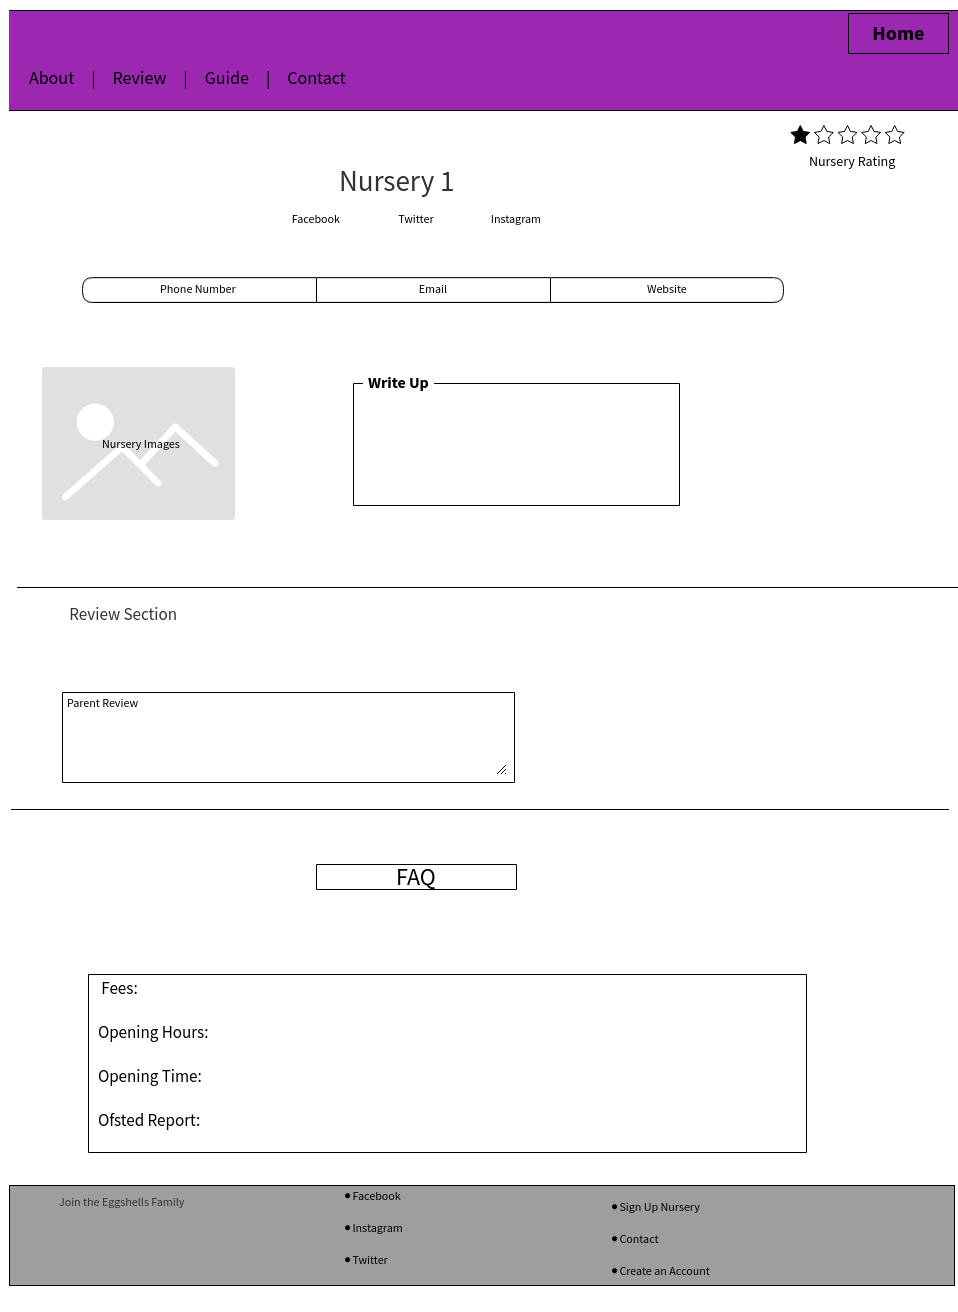 Home
About | Review | Guide | Contact
Nursery Rating
Nursery 1
Facebook Twitter Instagram
Phone Number Email Website
Write Up
Nursery Images
Review Section
Parent Review
FAQ
Fees:
Opening Hours:
Opening Time:
Ofsted Report:
Join the Eggshells Family
• Facebook
• Instagram
• Twitter
• Sign Up Nursery
• Contact
• Create an Account